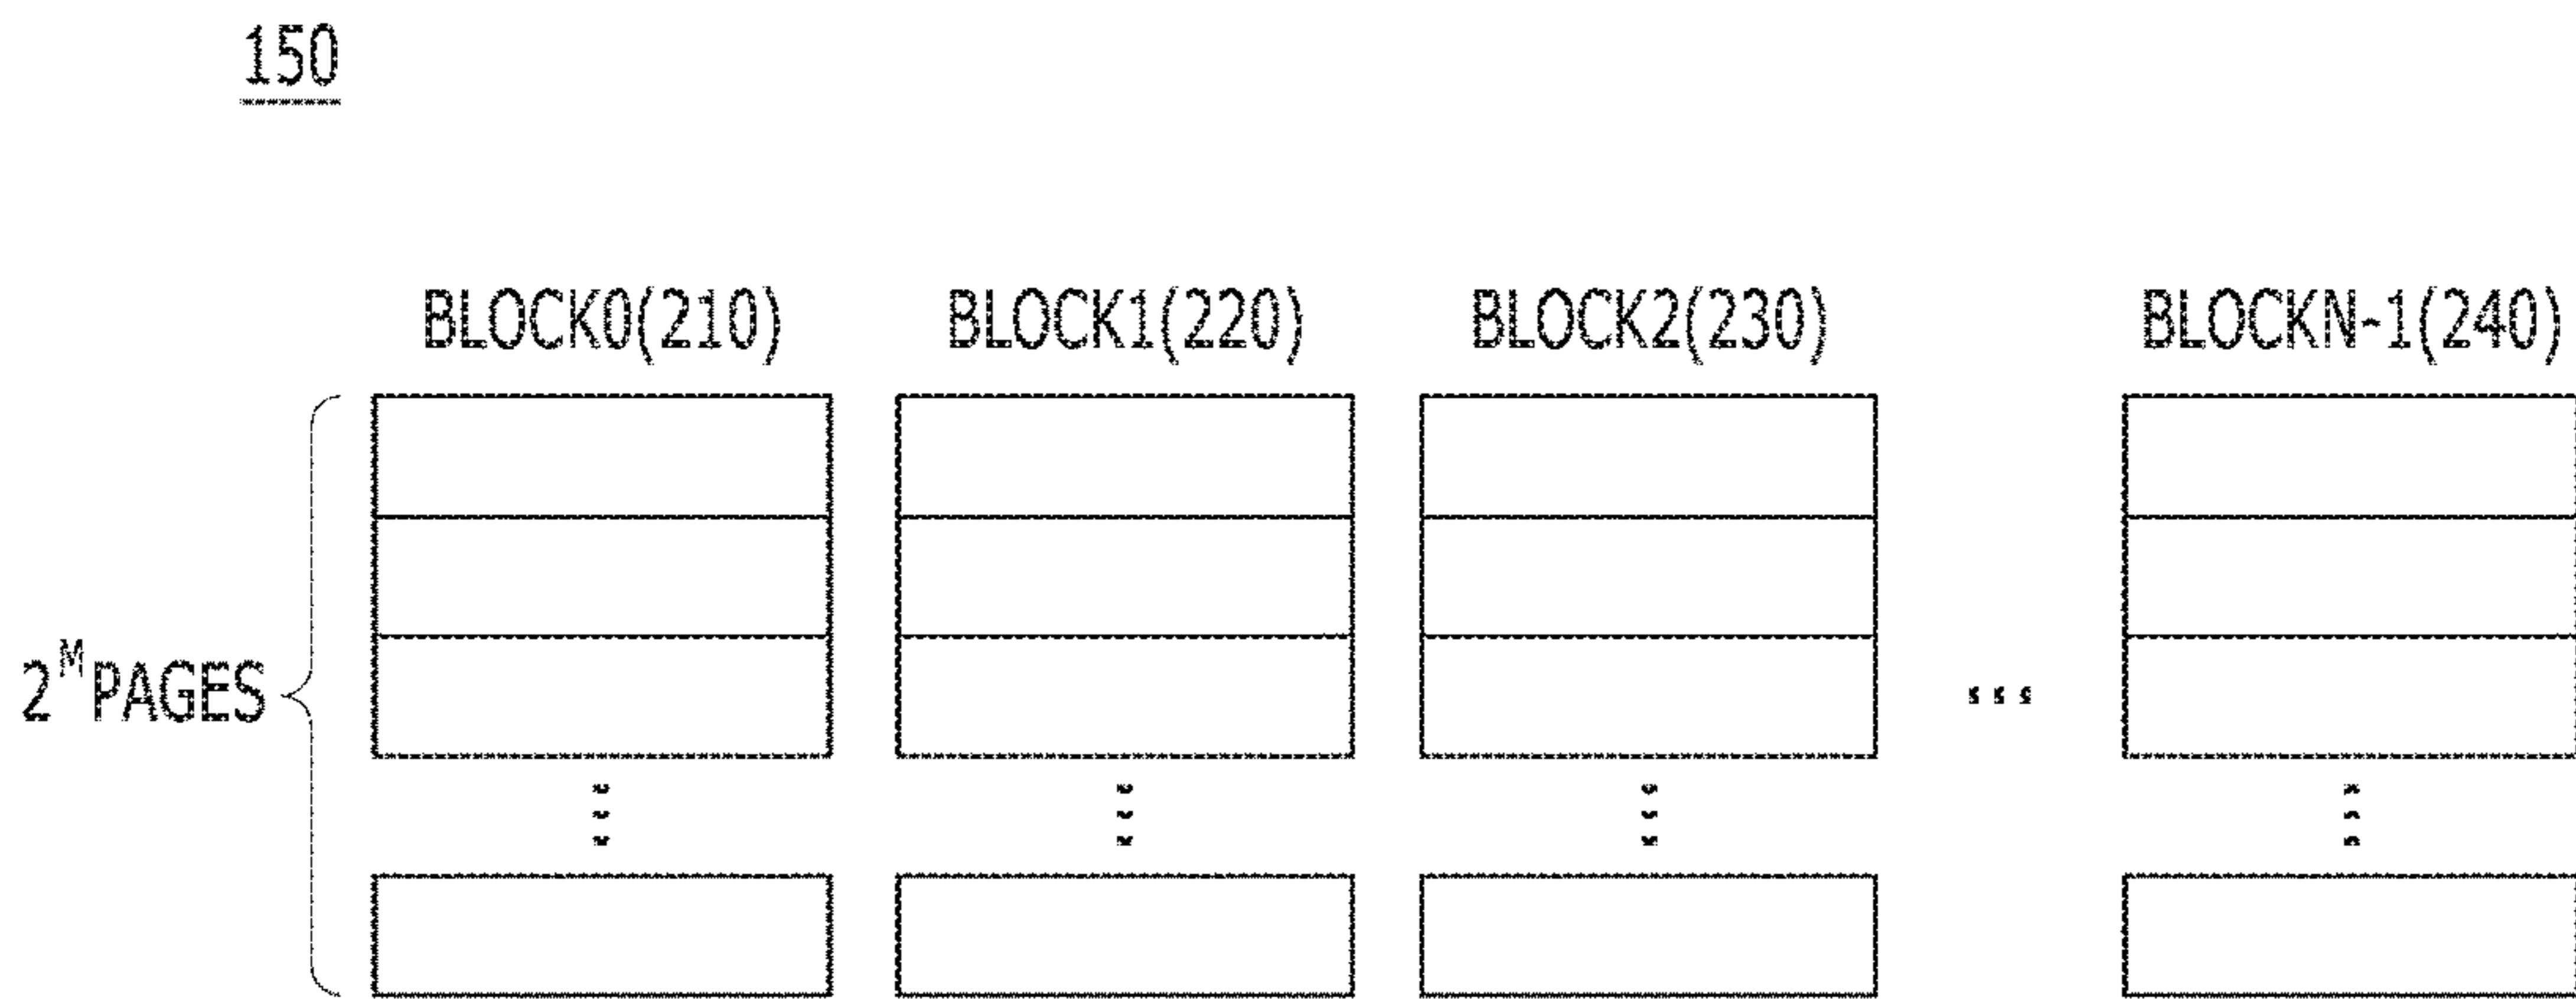 150
BLOCK0(210) BLOCK1(220) BLOCK2(230) BLOCKN-1(240)
2^M PAGES
...